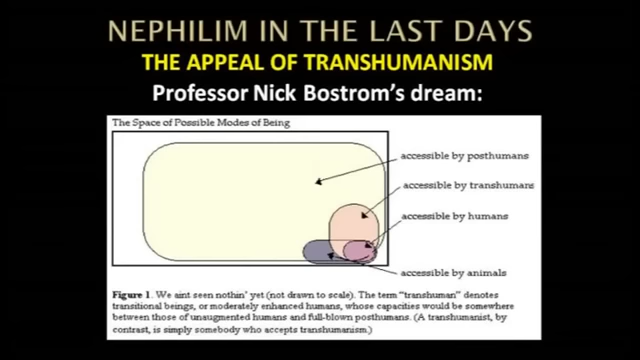 NEPHILIM IN THE LAST DAYS
THE APPEAL OF TRANSHUMANISM
Professor Nick Bostrom's dream:
The Space of Possible Modes of Being
accessible by posthumans
accessible by transhumans
accessible by humans
accessible by animals
Figure 1. We aint seen nothin' yet (not drawn to scale). The term "transhuman" denotes
transitional beings, or moderately enhanced humans, whose capacities would be somewhere
between those of unaugmented humans and full-blown posthumans. (A transhumanist, by
contrast, is simply somebody who accepts transhumanism.)